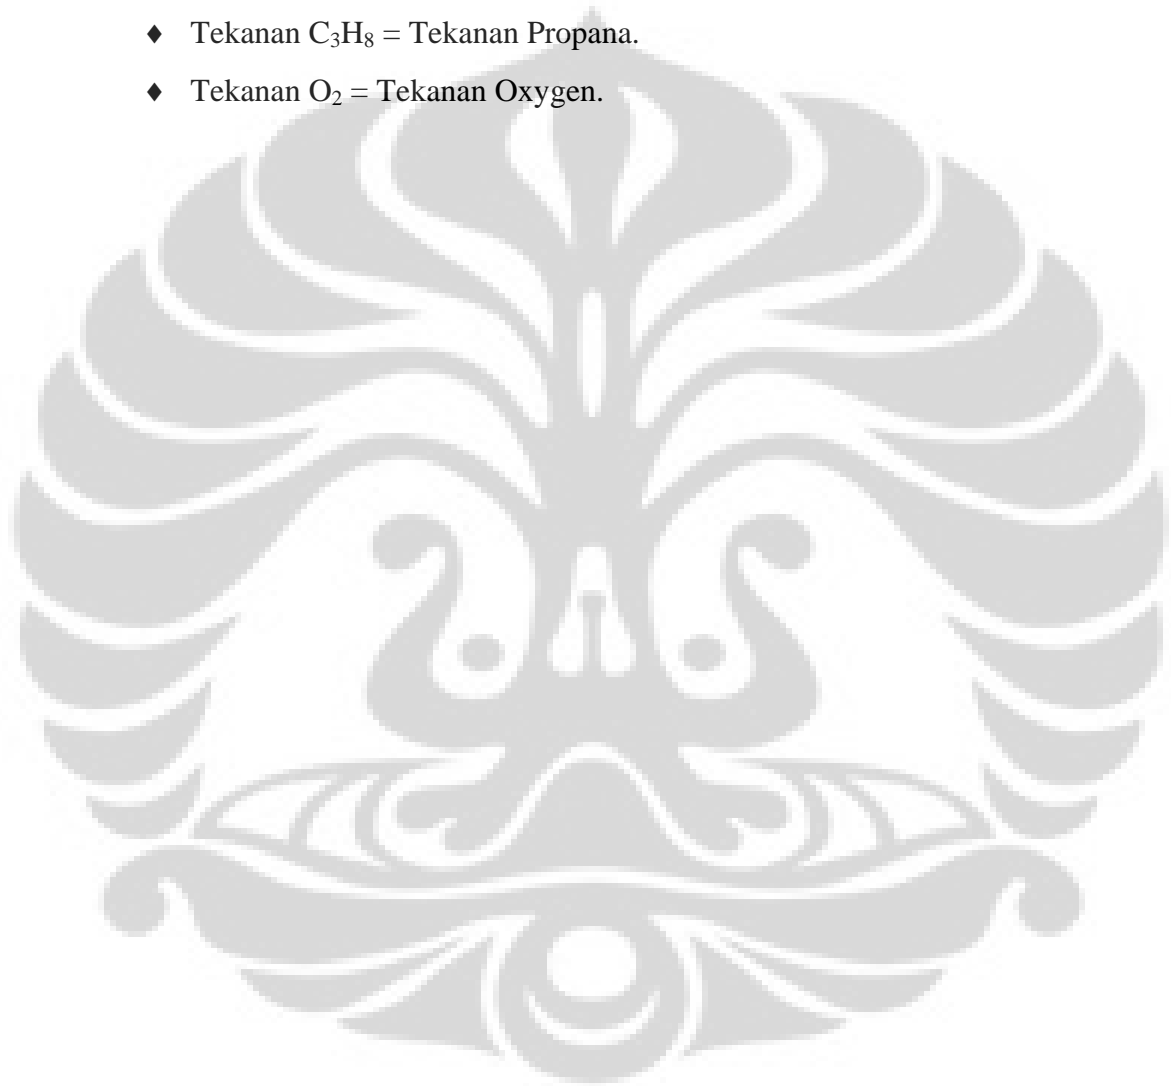 ♦ Tekanan C₃H₈ = Tekanan Propana.
♦ Tekanan O₂ = Tekanan Oxygen.